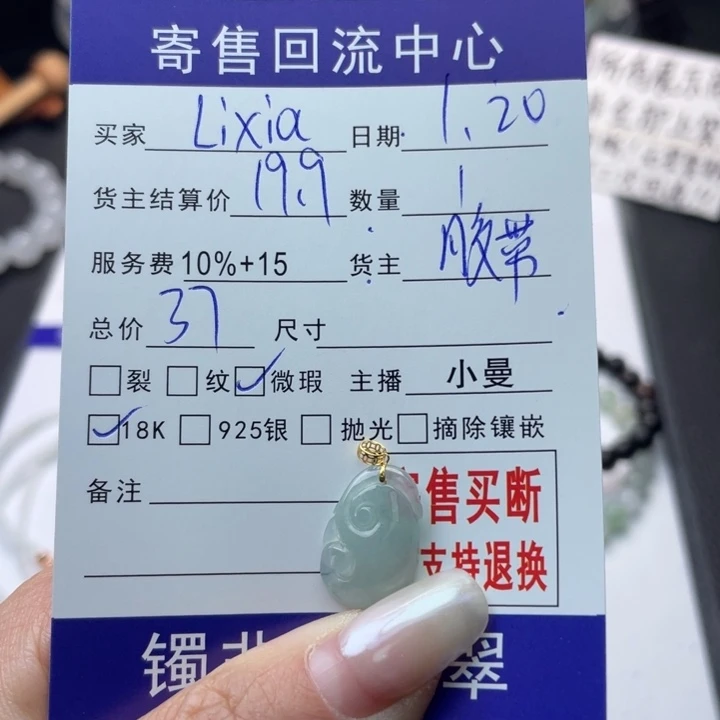 寄售回流中心
买家 Lixia 日期 1.20
货主结算价 19.9 数量 1
服务费 10%+15 货主 腹带
总价 37 尺寸
裂 纹 微瑕 主播 小曼
18K 925银 抛光 摘除镶嵌
备注
售买断
支持退换
镯 翠